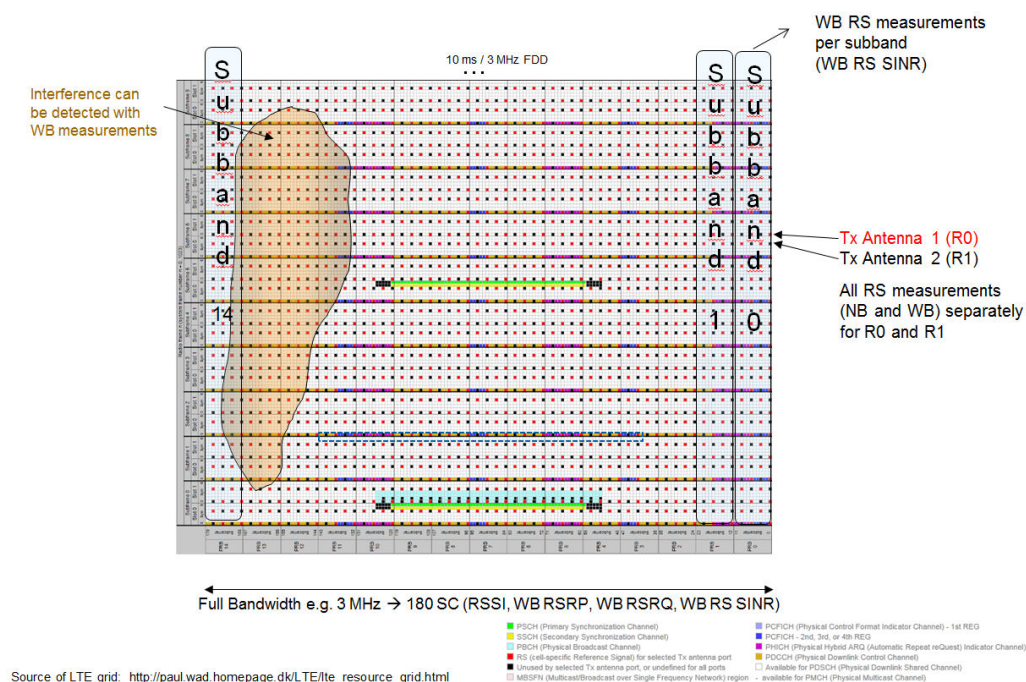 WB RS measurements
per subband
(WB RS SINR)
10 ms / 3 MHz FDD
...
Interference can
be detected with
WB measurements
Subband 14
Subband 1
Subband 0
Tx Antenna 1 (R0)
Tx Antenna 2 (R1)
All RS measurements
(NB and WB) separately
for R0 and R1
Full Bandwidth e.g. 3 MHz → 180 SC (RSSI, WB RSRP, WB RSRQ, WB RS SINR)
PSCH (Primary Synchronization Channel)
SSCH (Secondary Synchronization Channel)
PBCH (Physical Broadcast Channel)
RS (cell-specific Reference Signal) for selected Tx antenna port
Unused by selected Tx antenna port, or undefined for all ports
MBSFN (Multicast/Broadcast over Single Frequency Network) region - available for PMCH (Physical Multicast Channel)
PCFICH (Physical Control Format Indicator Channel) - 1st REG
PCFICH - 2nd, 3rd, or 4th REG
PHICH (Physical Hybrid ARQ (Automatic Repeat reQuest) Indicator Channel)
PDCCH (Physical Downlink Control Channel)
Available for PDSCH (Physical Downlink Shared Channel)
Source of LTE grid: http://paul.wad.homepage.dk/LTE/lte_resource_grid.html